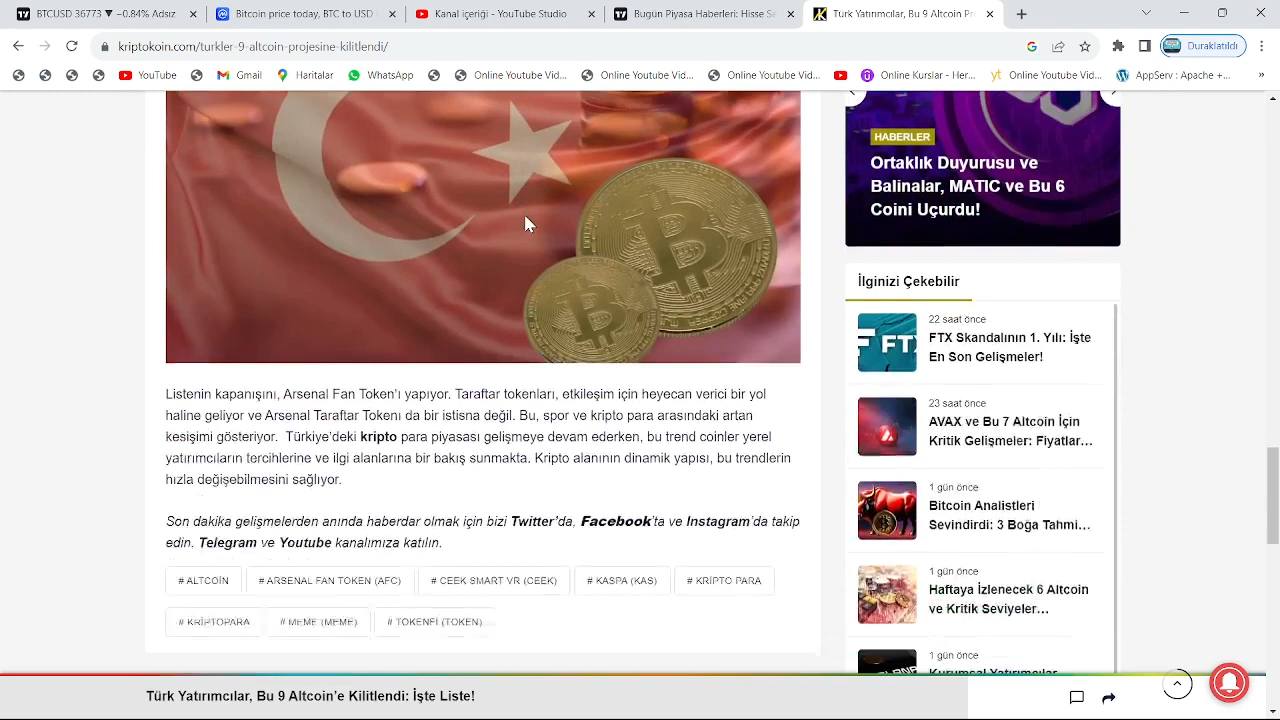 BTCUSD 36773 ▼ −0.84% Adsız
Bitcoin price today, BTC to USD
Kanal içeriği - YouTube Studio
Bugün Piyasa Haberleri: Hisse Se
Türk Yatırımcılar, Bu 9 Altcoin Pr
kriptokoin.com/turkler-9-altcoin-projesine-kilitlendi/
Duraklatıldı
YouTube
Gmail
Haritalar
WhatsApp
Online Youtube Vid...
Online Youtube Vid...
Online Youtube Vid...
Online Kurslar - Her...
Online Youtube Vid...
AppServ : Apache +...
»
Listenin kapanışını, Arsenal Fan Token’ı yapıyor. Taraftar tokenları, etkileşim için heyecan verici bir yol
haline geliyor ve Arsenal Taraftar Tokenı da bir istisna değil. Bu, spor ve kripto para arasındaki artan
kesişimi gösteriyor. Türkiye’deki kripto para piyasası gelişmeye devam ederken, bu trend coinler yerel
yatırımcıların tercihlerine ve ilgi alanlarına bir bakış sunmakta. Kripto alanının dinamik yapısı, bu trendlerin
hızla değişebilmesini sağlıyor.
Son dakika gelişmelerden anında haberdar olmak için bizi Twitter’da, Facebook’ta ve Instagram’da takip
edin, Telegram ve Youtube kanalımıza katılın.
# ALTCOİN
# ARSENAL FAN TOKEN (AFC)
# CEEK SMART VR (CEEK)
# KASPA (KAS)
# KRİPTO PARA
# KRİPTOPARA
# MEME (MEME)
# TOKENFİ (TOKEN)
HABERLER
Ortaklık Duyurusu ve
Balinalar, MATIC ve Bu 6
Coini Uçurdu!
İlginizi Çekebilir
22 saat önce
FTX Skandalının 1. Yılı: İşte
En Son Gelişmeler!
FTX
23 saat önce
AVAX ve Bu 7 Altcoin İçin
Kritik Gelişmeler: Fiyatlar...
1 gün önce
Bitcoin Analistleri
Sevindirdi: 3 Boğa Tahmi...
1 gün önce
Haftaya İzlenecek 6 Altcoin
ve Kritik Seviyeler...
1 gün önce
Kurumsal Yatırımcılar
Türk Yatırımcılar, Bu 9 Altcoin’e Kilitlendi: İşte Liste!